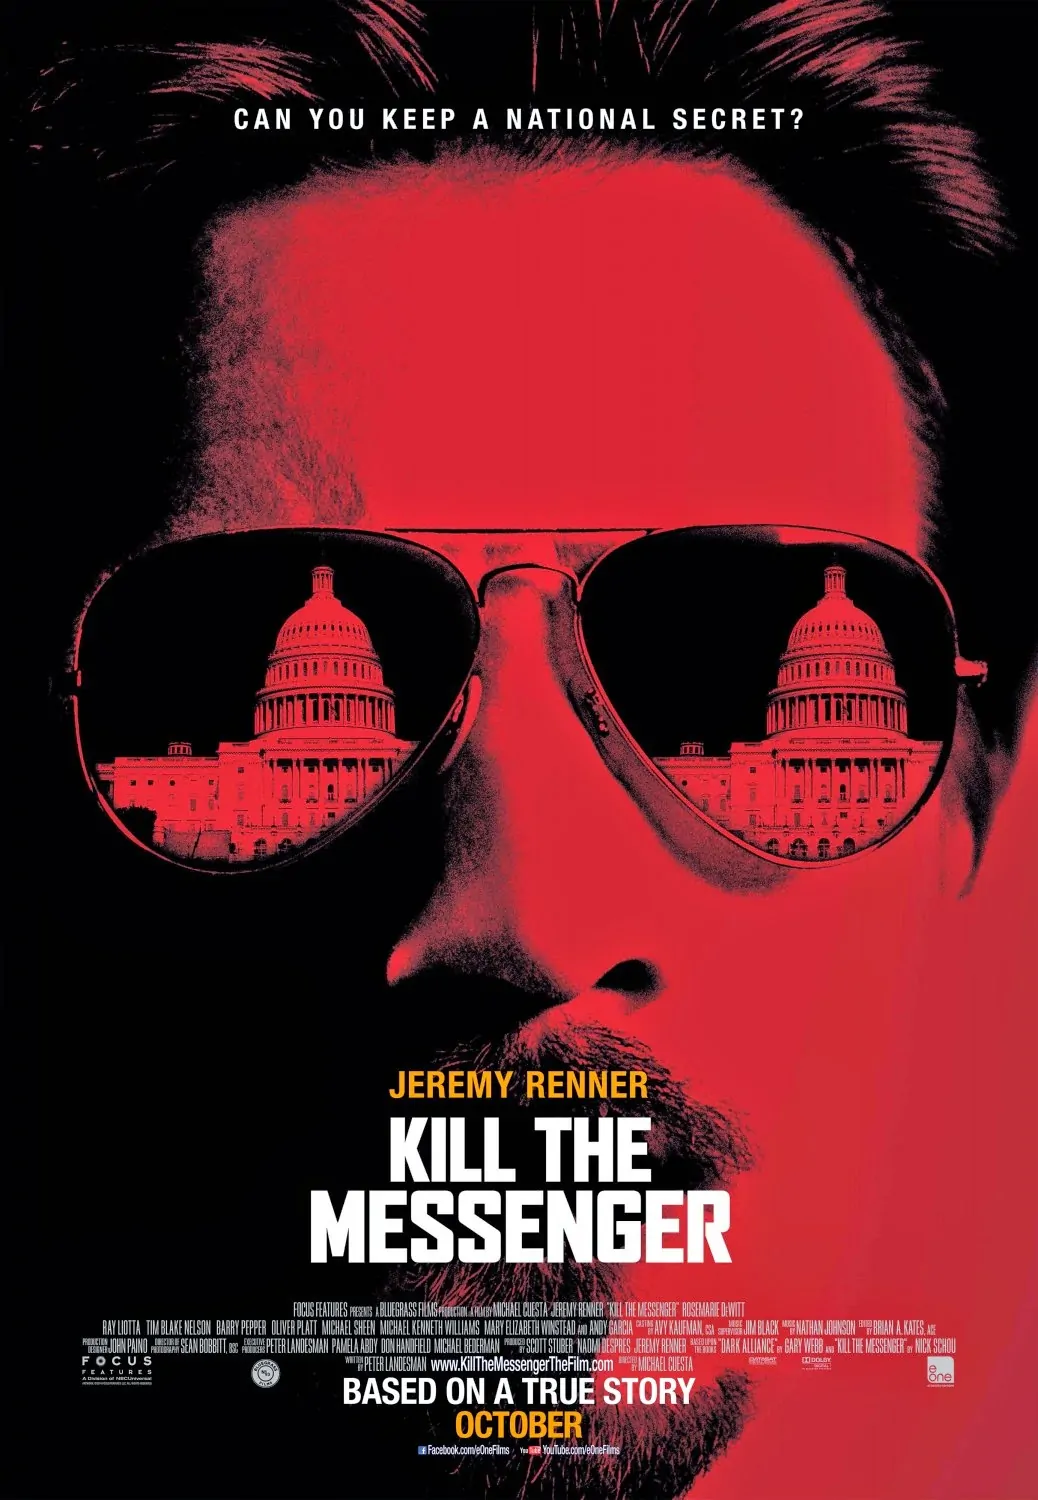 CAN YOU KEEP A NATIONAL SECRET?
JEREMY RENNER
KILL THE
MESSENGER
FOCUS FEATURES PRESENTS A BLUEGRASS FILMS PRODUCTION A FILM BY MICHAEL CUESTA JEREMY RENNER "KILL THE MESSENGER" ROSEMARIE DEWITT
RAY LIOTTA TIM BLAKE NELSON BARRY PEPPER OLIVER PLATT MICHAEL SHEEN MICHAEL KENNETH WILLIAMS MARY ELIZABETH WINSTEAD AND ANDY GARCIA CASTING BY AVY KAUFMAN, CSA MUSIC SUPERVISOR JIM BLACK MUSIC BY NATHAN JOHNSON EDITED BY BRIAN A. KATES, ACE
PRODUCTION DESIGNER JOHN PAINO DIRECTOR OF PHOTOGRAPHY SEAN BOBBITT, BSC EXECUTIVE PRODUCERS PETER LANDESMAN PAMELA ABDY DON HANDFIELD MICHAEL BEDERMAN PRODUCED BY SCOTT STUBER NAOMI DESPRES JEREMY RENNER BASED UPON THE BOOKS "DARK ALLIANCE" BY GARY WEBB AND "KILL THE MESSENGER" BY NICK SCHOU
WRITTEN BY PETER LANDESMAN www.KillTheMessengerTheFilm.com DIRECTED BY MICHAEL CUESTA
FOCUS
FEATURES
A Division of NBCUniversal
BLUEGRASS
FILMS
DATASAT
DOLBY
DIGITAL
e
one
BASED ON A TRUE STORY
OCTOBER
Facebook.com/eOneFilms YouTube.com/eOneFilms